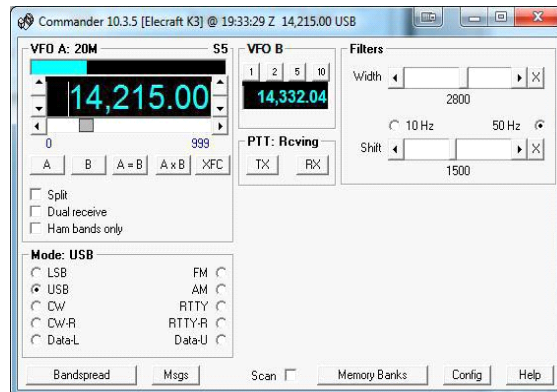 Commander 10.3.5 [Elecraft K3] @ 19:33:29 Z 14,215.00 USB
VFO A: 20M S5
14,215.00
0 999
A B A = B A x B XFC
Split
Dual receive
Ham bands only
VFO B
1 2 5 10
14,332.04
PTT: Rcving
TX RX
Filters
Width X
2800
10 Hz 50 Hz
Shift X
1500
Mode: USB
LSB FM
USB AM
CW RTTY
CW-R RTTY-R
Data-L Data-U
Bandspread Msgs Scan Memory Banks Config Help